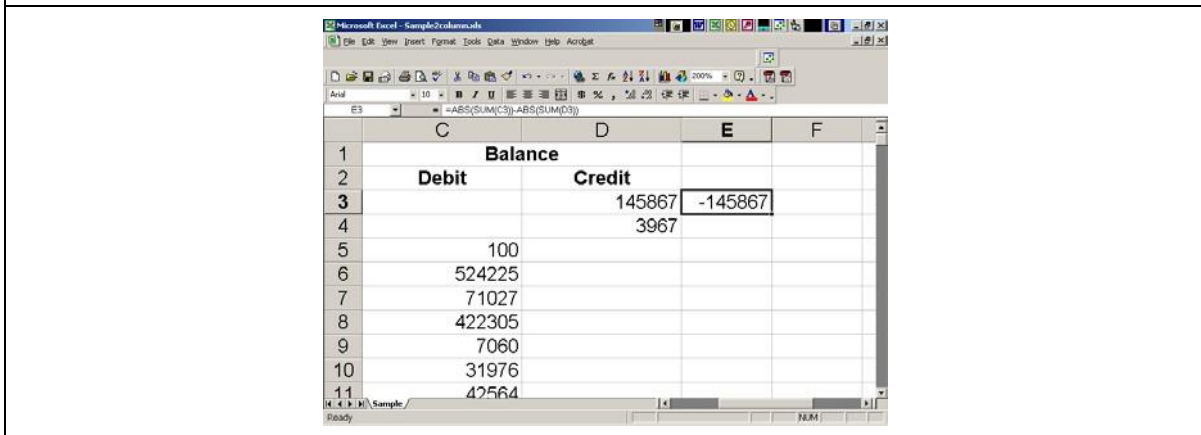 Microsoft Excel - Sample2column.xls
File Edit View Insert Format Tools Data Window Help Acrobat
200%
Arial 10 B I U $ % ,
E3 = =ABS(SUM(C3))-ABS(SUM(D3))
C D E F
1 Balance
2 Debit Credit
3 145867 -145867
4 3967
5 100
6 524225
7 71027
8 422305
9 7060
10 31976
11 42564
Sample
Ready NUM